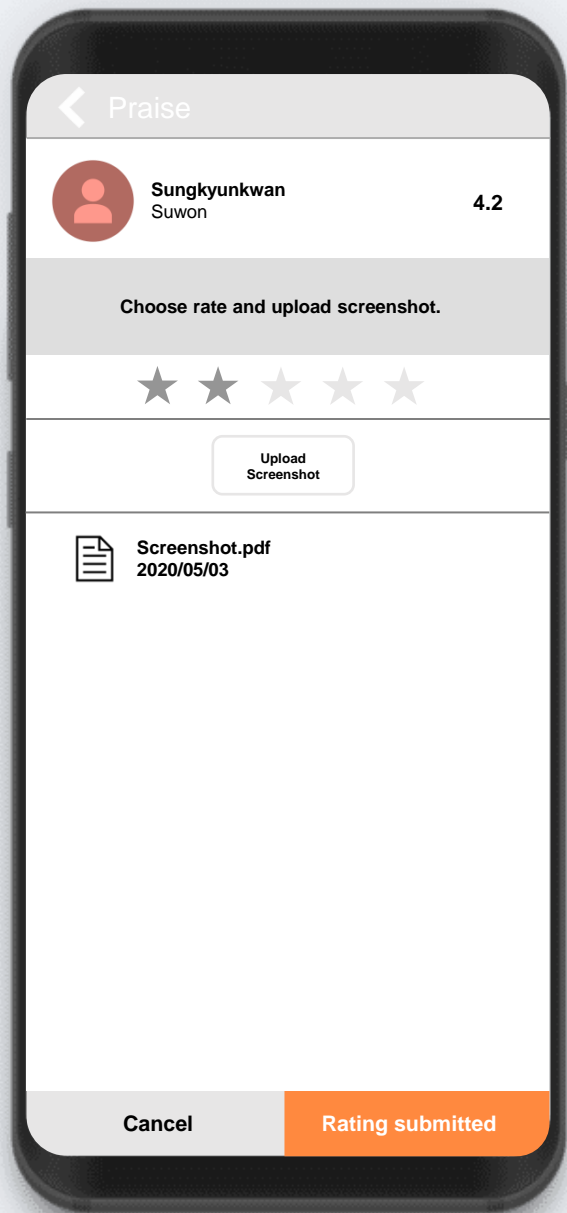 Praise
Sungkyunkwan
Suwon
4.2
Choose rate and upload screenshot.
Upload
Screenshot
Screenshot.pdf
2020/05/03
Cancel
Rating submitted